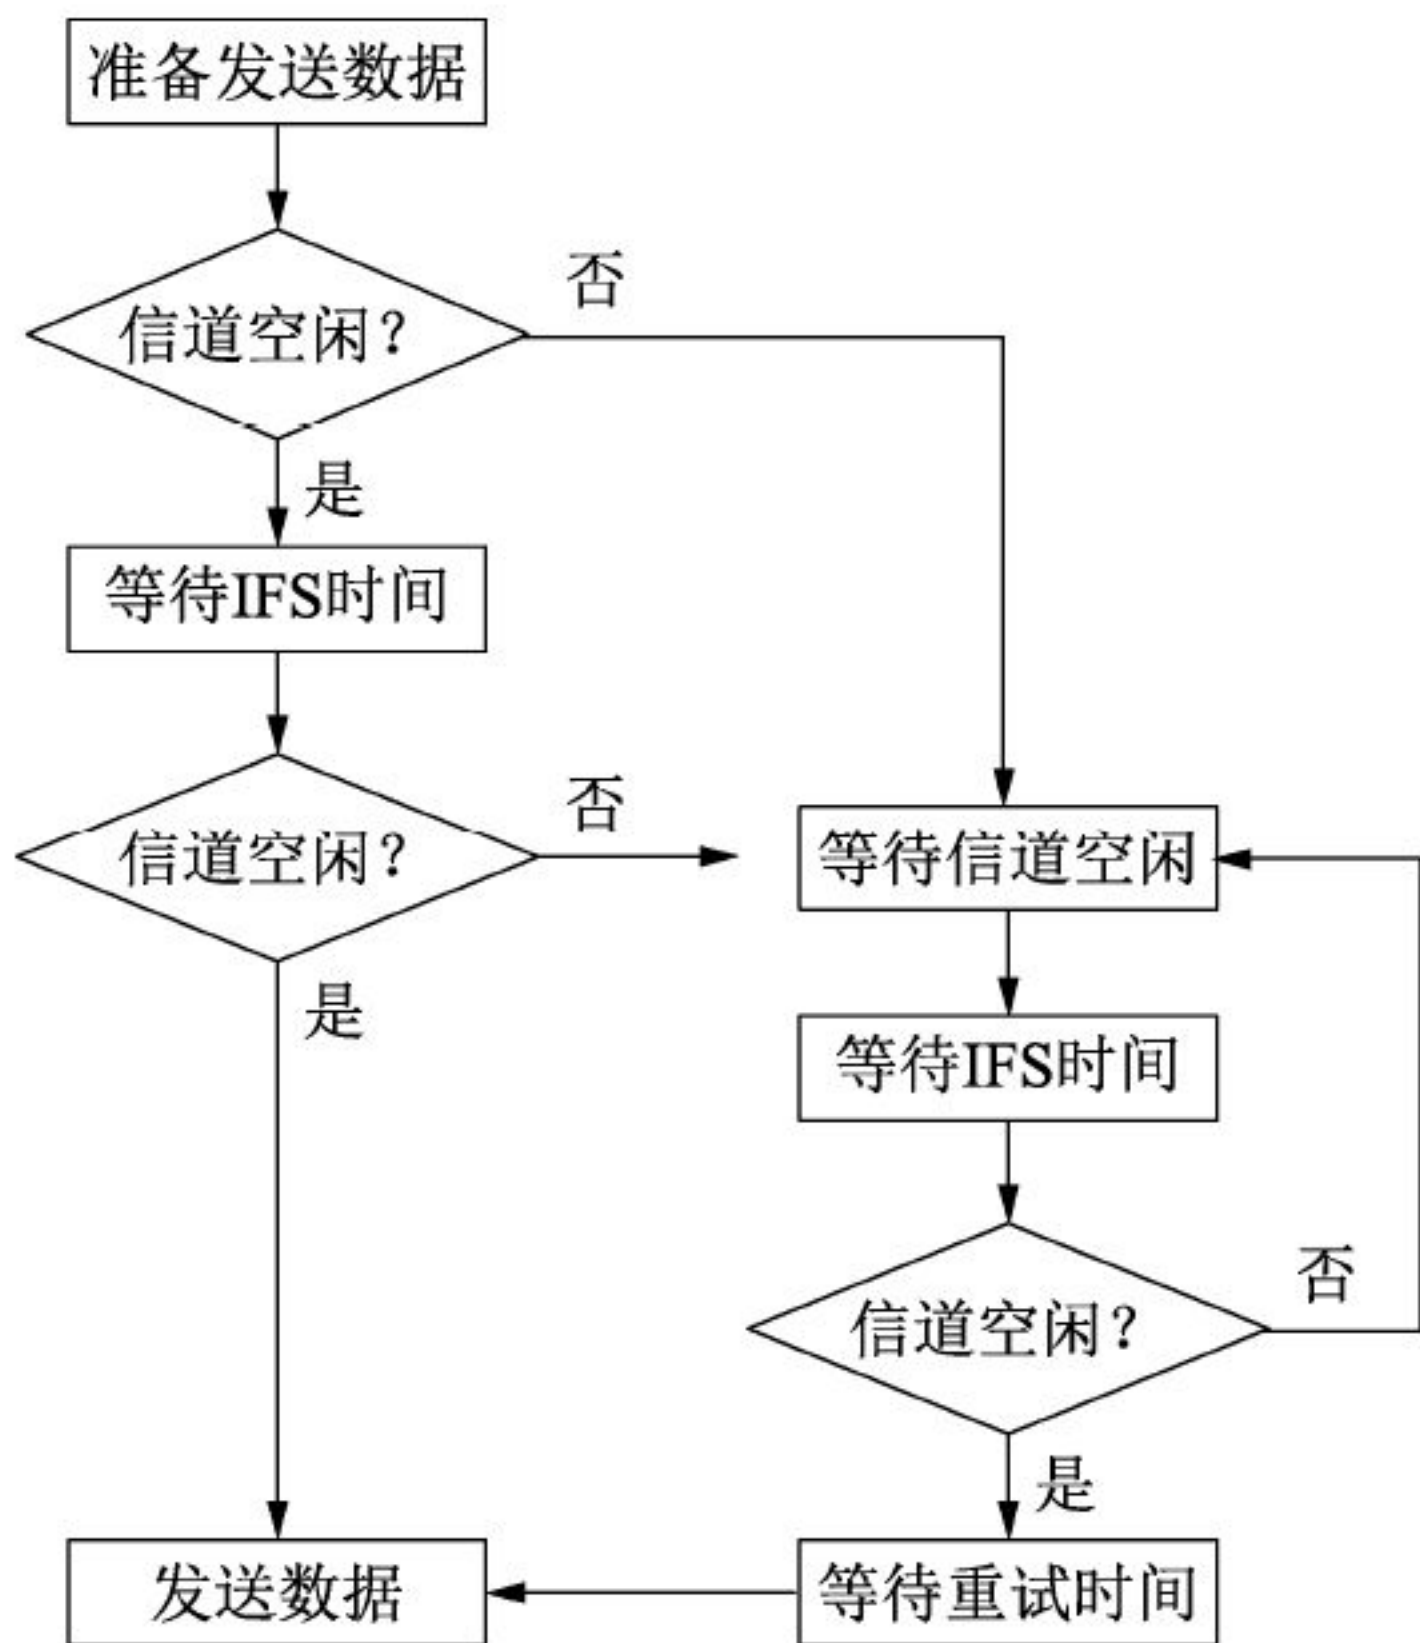 准备发送数据
信道空闲？
否
是
等待IFS时间
信道空闲？
否
是
发送数据
等待信道空闲
等待IFS时间
信道空闲？
否
是
等待重试时间